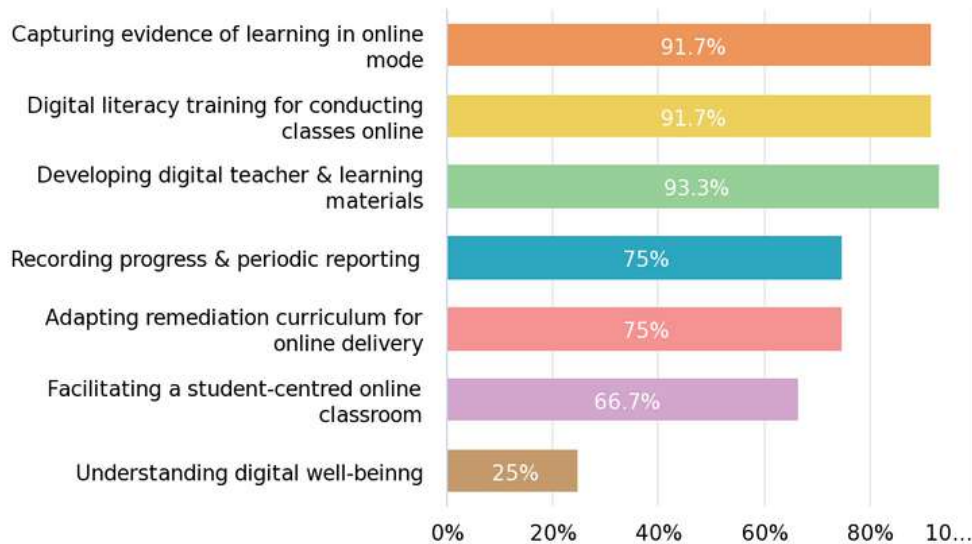 Capturing evidence of learning in online
mode
91.7%
Digital literacy training for conducting
classes online
91.7%
Developing digital teacher & learning
materials
93.3%
Recording progress & periodic reporting
75%
Adapting remediation curriculum for
online delivery
75%
Facilitating a student-centred online
classroom
66.7%
Understanding digital well-beinng
25%
0% 20% 40% 60% 80% 10...